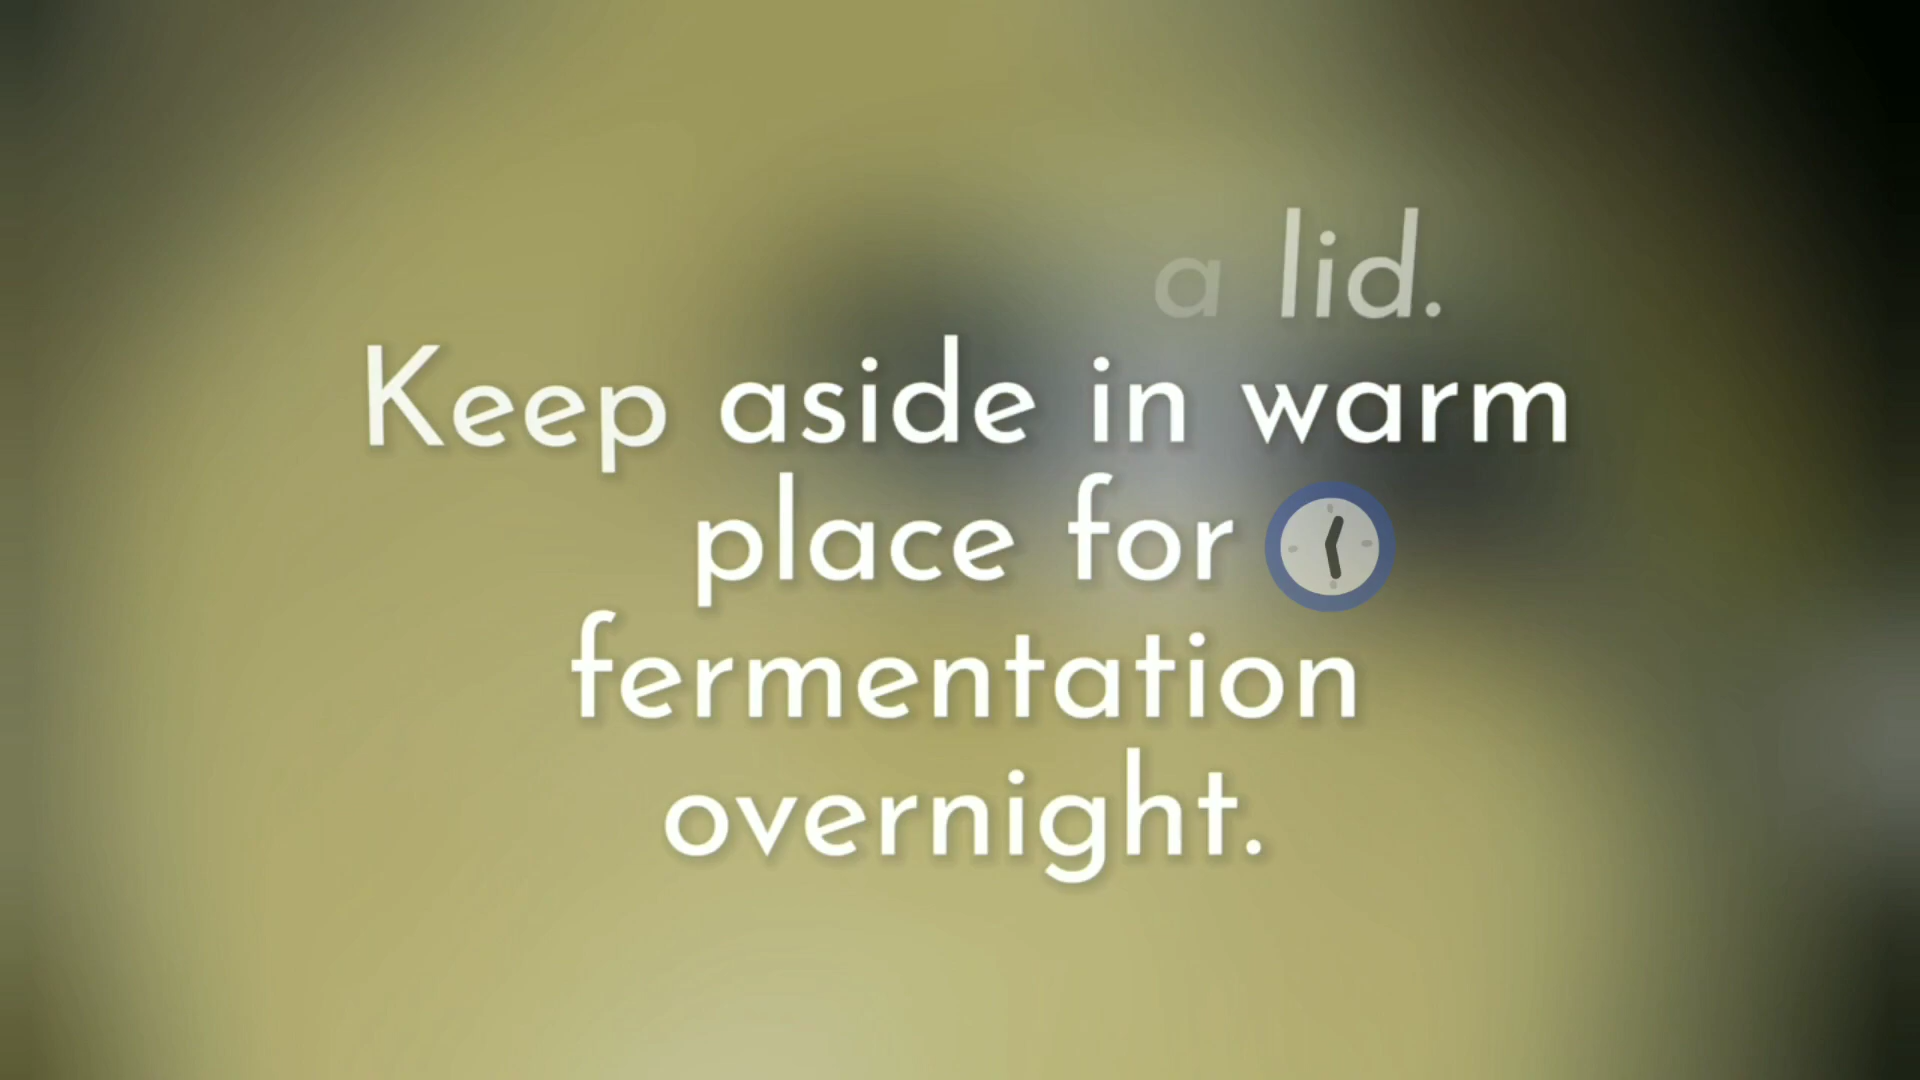 a lid.
Keep aside in warm
place for
fermentation
overnight.